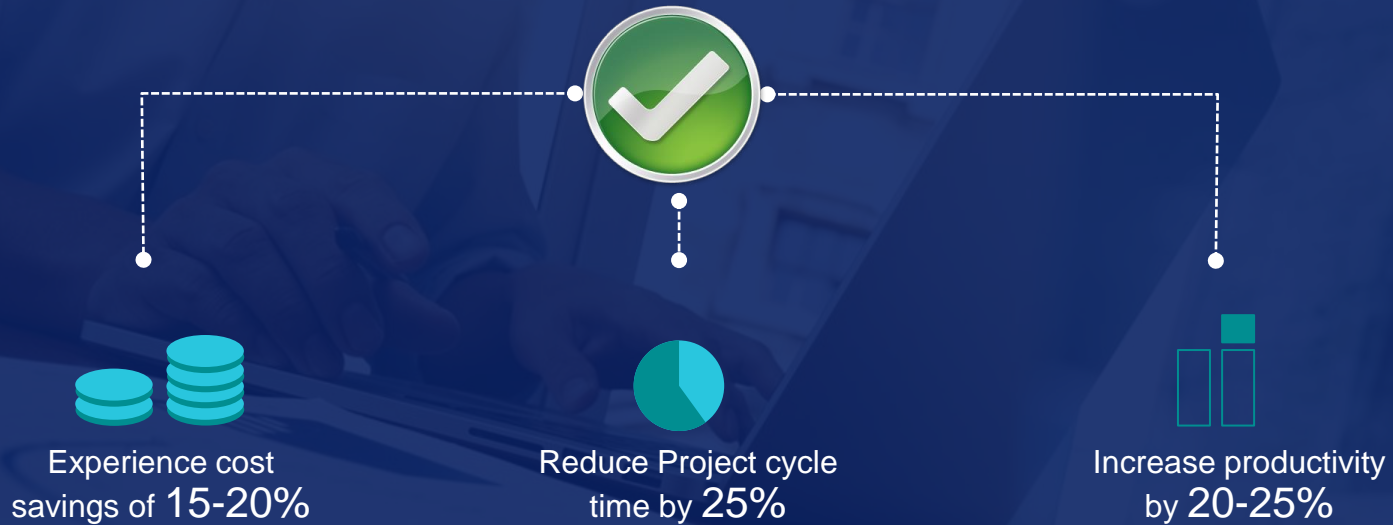 Experience cost
savings of 15-20%
Reduce Project cycle
time by 25%
Increase productivity
by 20-25%